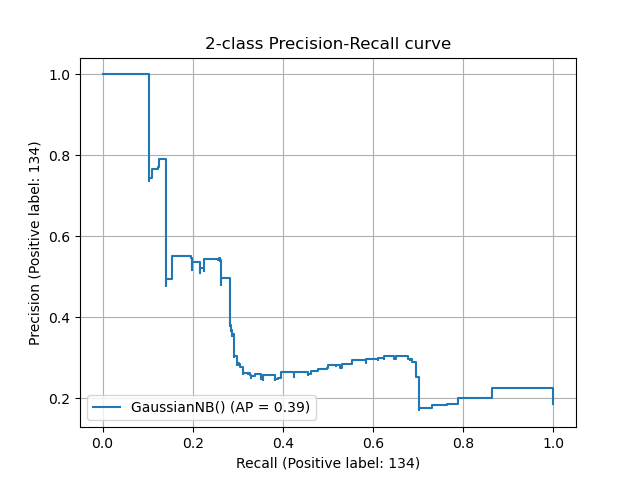 2-class Precision-Recall curve
Precision (Positive label: 134)
1.0
0.8
0.6
0.4
0.2
GaussianNB() (AP = 0.39)
0.0 0.2 0.4 0.6 0.8 1.0
Recall (Positive label: 134)